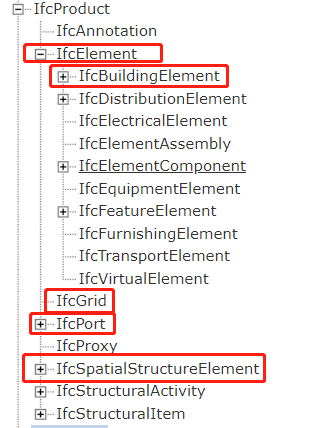 IfcProduct
IfcAnnotation
IfcElement
IfcBuildingElement
IfcDistributionElement
IfcElectricalElement
IfcElementAssembly
IfcElementComponent
IfcEquipmentElement
IfcFeatureElement
IfcFurnishingElement
IfcTransportElement
IfcVirtualElement
IfcGrid
IfcPort
IfcProxy
IfcSpatialStructureElement
IfcStructuralActivity
IfcStructuralItem